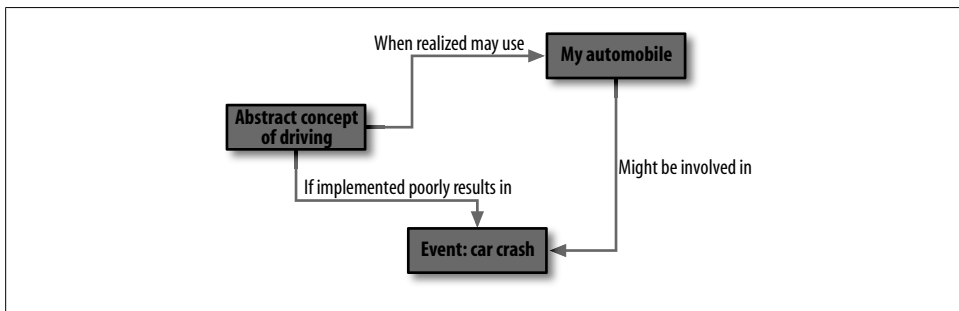 When realized may use
My automobile
Abstract concept
of driving
Might be involved in
If implemented poorly results in
Event: car crash